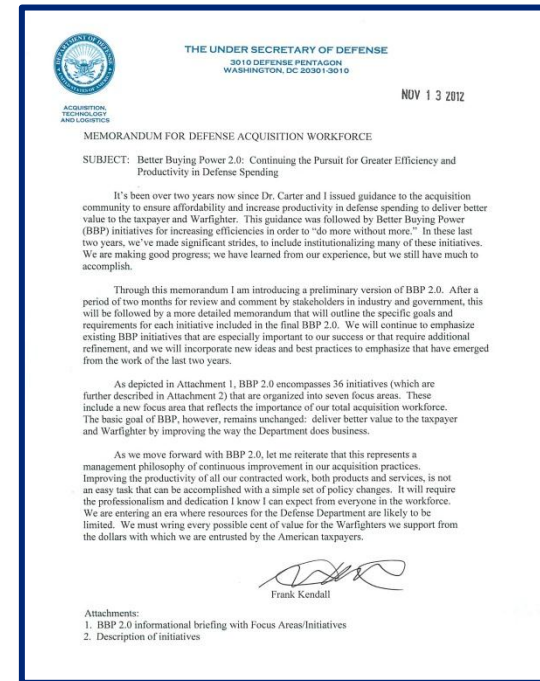 THE UNDER SECRETARY OF DEFENSE
3010 DEFENSE PENTAGON
WASHINGTON, DC 20301-3010
NOV 13 2012
ACQUISITION,
TECHNOLOGY
AND LOGISTICS
MEMORANDUM FOR DEFENSE ACQUISITION WORKFORCE
SUBJECT: Better Buying Power 2.0: Continuing the Pursuit for Greater Efficiency and
Productivity in Defense Spending
It's been over two years now since Dr. Carter and I issued guidance to the acquisition
community to ensure affordability and increase productivity in defense spending to deliver better
value to the taxpayer and Warfighter. This guidance was followed by Better Buying Power
(BBP) initiatives for increasing efficiencies in order to “do more without more.” In these last
two years, we've made significant strides, to include institutionalizing many of these initiatives.
We are making good progress; we have learned from our experience, but we still have much to
accomplish.
Through this memorandum I am introducing a preliminary version of BBP 2.0. After a
period of two months for review and comment by stakeholders in industry and government, this
will be followed by a more detailed memorandum that will outline the specific goals and
requirements for each initiative included in the final BBP 2.0. We will continue to emphasize
existing BBP initiatives that are especially important to our success or that require additional
refinement, and we will incorporate new ideas and best practices to emphasize that have emerged
from the work of the last two years.
As depicted in Attachment 1, BBP 2.0 encompasses 36 initiatives (which are
further described in Attachment 2) that are organized into seven focus areas. These
include a new focus area that reflects the importance of our total acquisition workforce.
The basic goal of BBP, however, remains unchanged: deliver better value to the taxpayer
and Warfighter by improving the way the Department does business.
As we move forward with BBP 2.0, let me reiterate that this represents a
management philosophy of continuous improvement in our acquisition practices.
Improving the productivity of all our contracted work, both products and services, is not
an easy task that can be accomplished with a simple set of policy changes. It will require
the professionalism and dedication I know I can expect from everyone in the workforce.
We are entering an era where resources for the Defense Department are likely to be
limited. We must wring every possible cent of value for the Warfighters we support from
the dollars with which we are entrusted by the American taxpayers.
Frank Kendall
Attachments:
1. BBP 2.0 informational briefing with Focus Areas/Initiatives
2. Description of initiatives